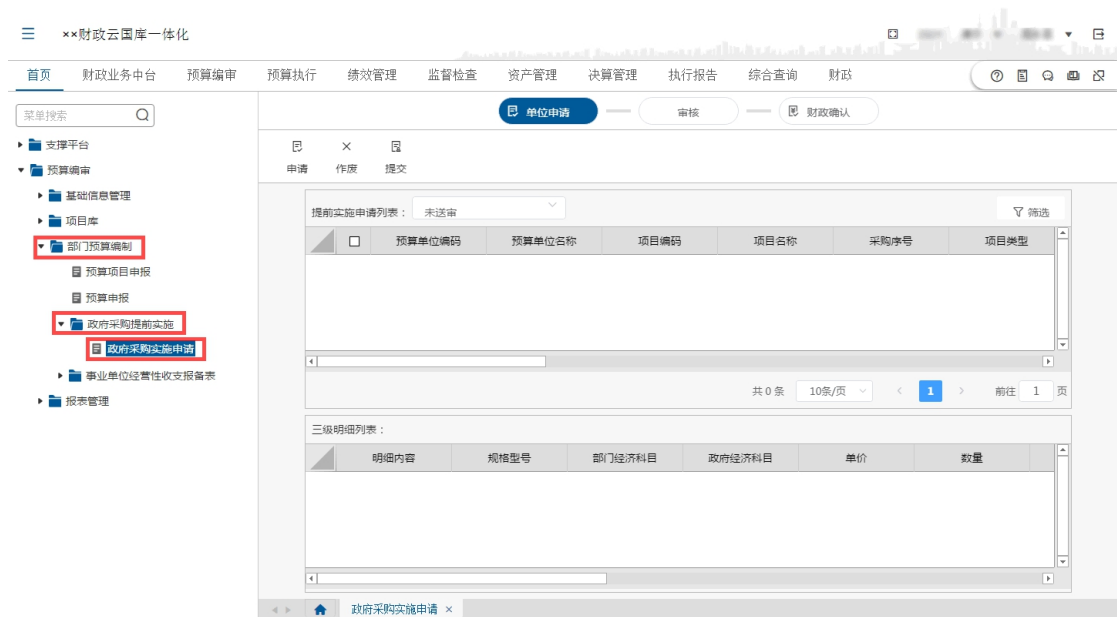 ××财政云国库一体化
首页 财政业务中台 预算编审 预算执行 绩效管理 监督检查 资产管理 决算管理 执行报告 综合查询 财政
菜单搜索
单位申请 审核 财政确认
支撑平台
预算编审
基础信息管理
项目库
部门预算编制
预算项目申报
预算申报
政府采购提前实施
政府采购实施申请
事业单位经营性收支报备表
报表管理
申请 作废 提交
提前实施申请列表： 未送审 筛选
预算单位编码 预算单位名称 项目编码 项目名称 采购序号 项目类型
共 0 条 10条/页 1 前往 1 页
三级明细列表：
明细内容 规格型号 部门经济科目 政府经济科目 单价 数量
政府采购实施申请 ×